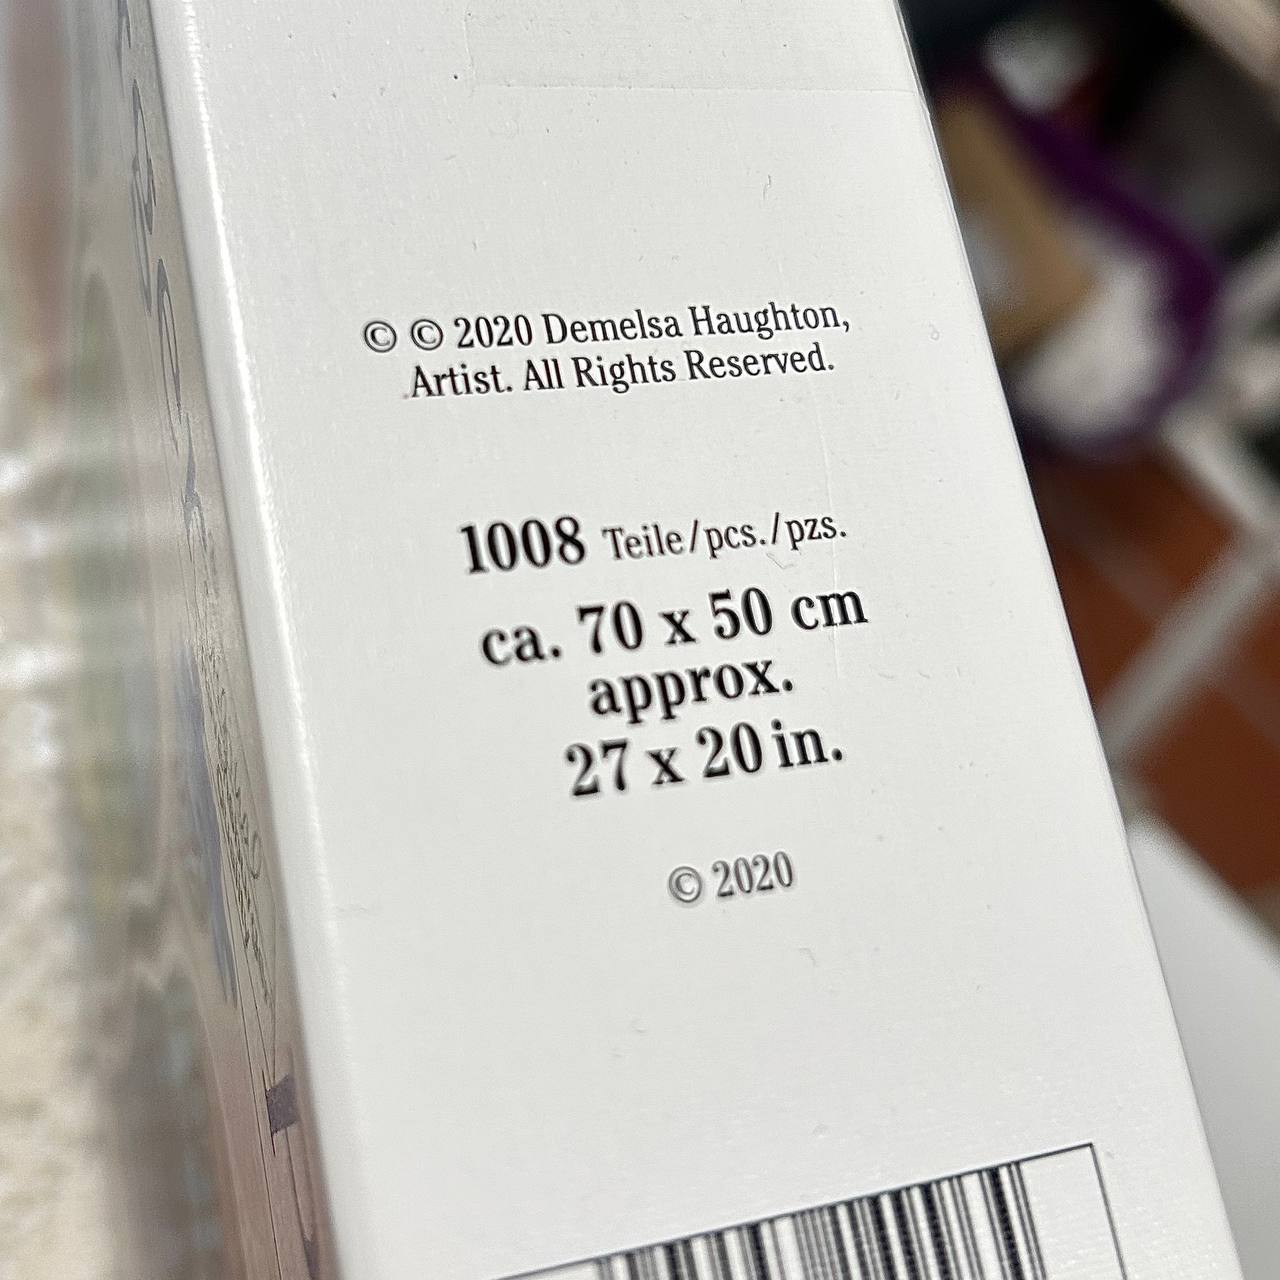 © © 2020 Demelsa Haughton,
Artist. All Rights Reserved.
1008 Teile/pcs./pzs.
ca. 70 x 50 cm
approx.
27 x 20 in.
© 2020